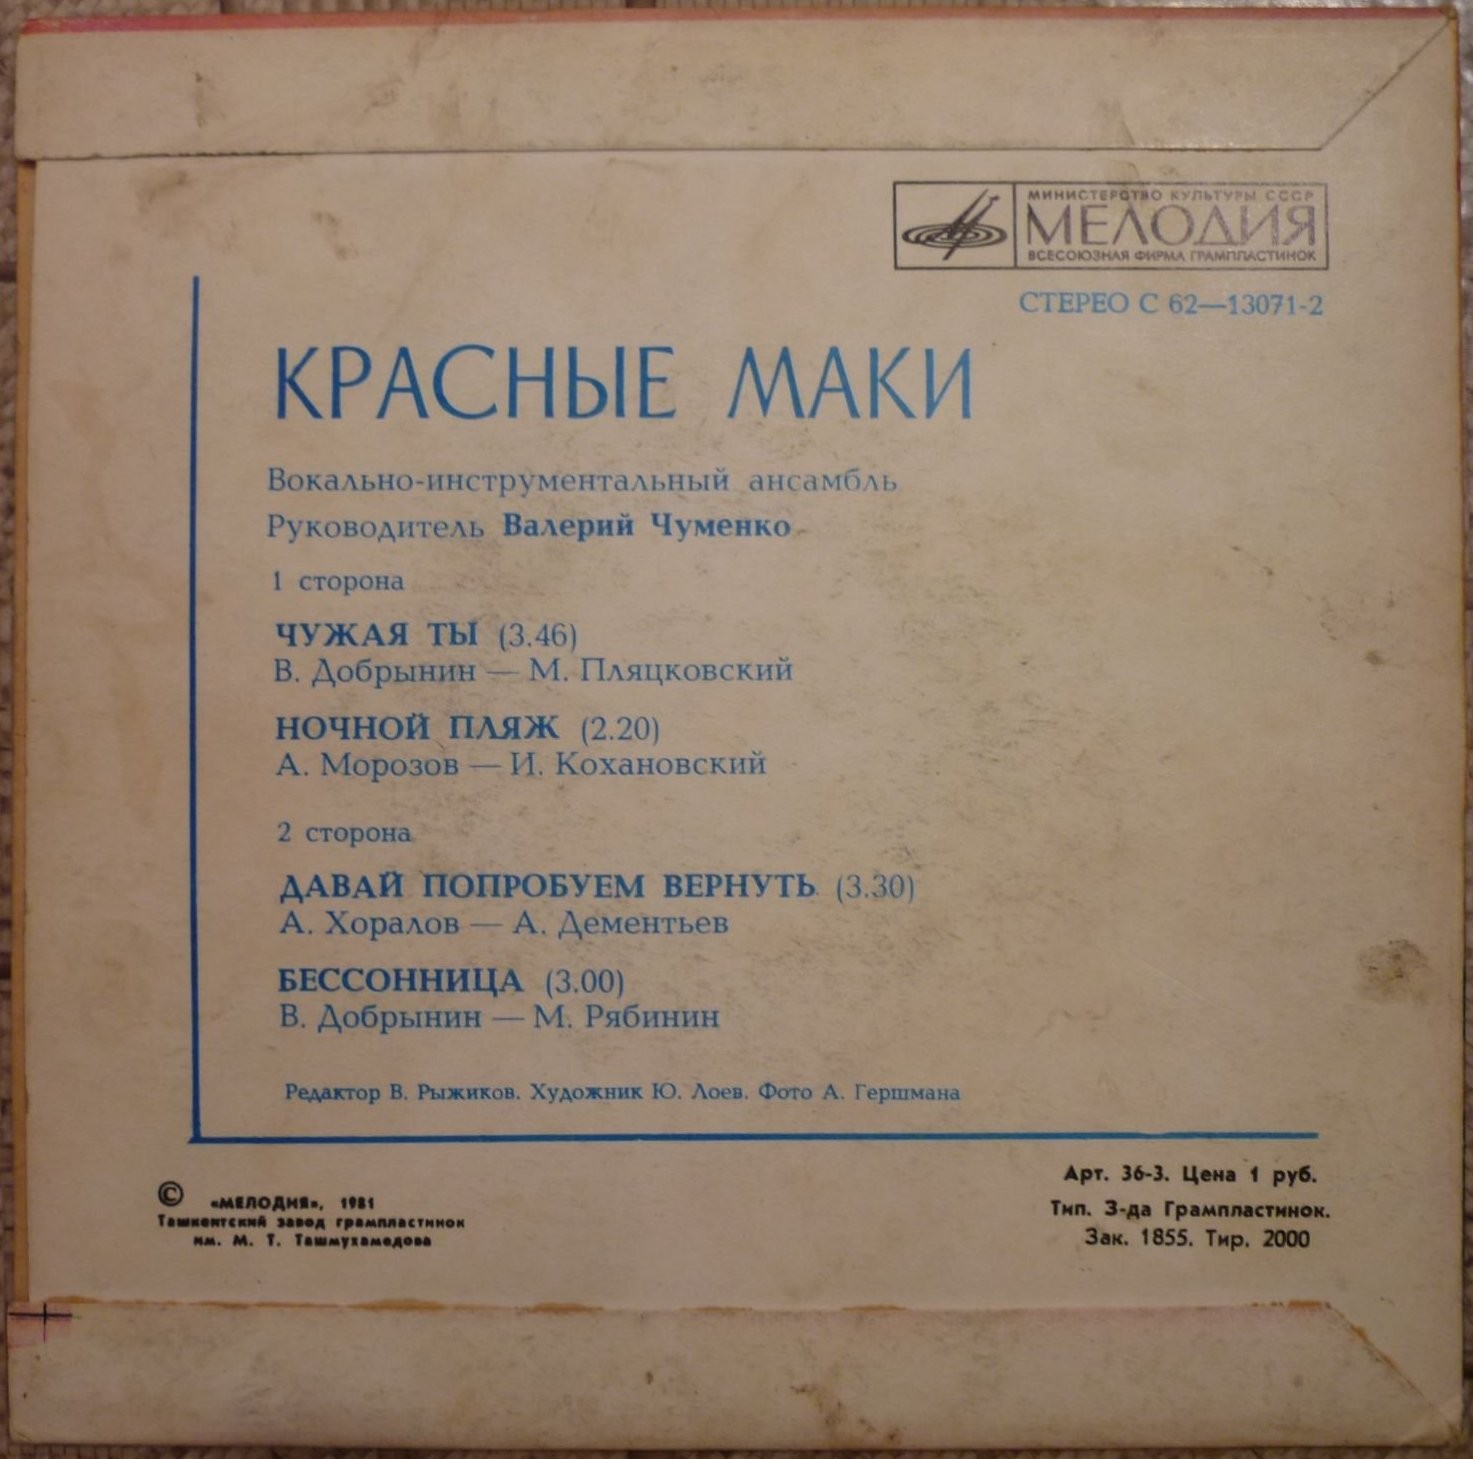 МИНИСТЕРСТВО КУЛЬТУРЫ СССР
МЕЛОДИЯ
ВСЕСОЮЗНАЯ ФИРМА ГРАМПЛАСТИНОК
СТЕРЕО С 62—13071-2
КРАСНЫЕ МАКИ
Вокально-инструментальный ансамбль
Руководитель Валерий Чуменко
1 сторона
ЧУЖАЯ ТЫ (3.46)
В. Добрынин — М. Пляцковский
НОЧНОЙ ПЛЯЖ (2.20)
А. Морозов — И. Кохановский
2 сторона
ДАВАЙ ПОПРОБУЕМ ВЕРНУТЬ (3.30)
А. Хоралов — А. Дементьев
БЕССОННИЦА (3.00)
В. Добрынин — М. Рябинин
Редактор В. Рыжиков. Художник Ю. Лоев. Фото А. Гершмана
© «МЕЛОДИЯ», 1981
Ташкентский завод грампластинок
им. М. Т. Ташмухамедова
Арт. 36-3. Цена 1 руб.
Тип. З-да Грампластинок.
Зак. 1855. Тир. 2000